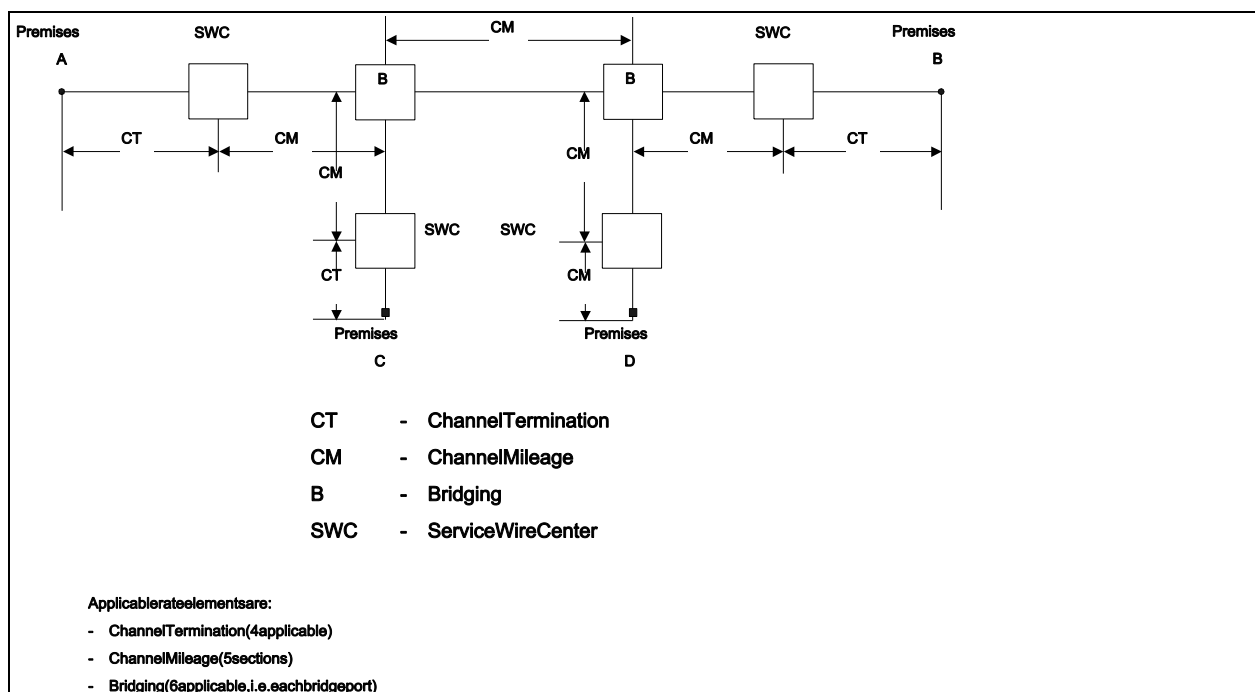 CM
Premises SWC SWC Premises
A B
B B
CT CM CM CT
CM CM
SWC SWC
CT CM
Premises Premises
C D
CT - ChannelTermination
CM - ChannelMileage
B - Bridging
SWC - ServiceWireCenter
Applicablerateelementsare:
- ChannelTermination(4applicable)
- ChannelMileage(5sections)
- Bridging(6applicable,i.e.eachbridgeport)